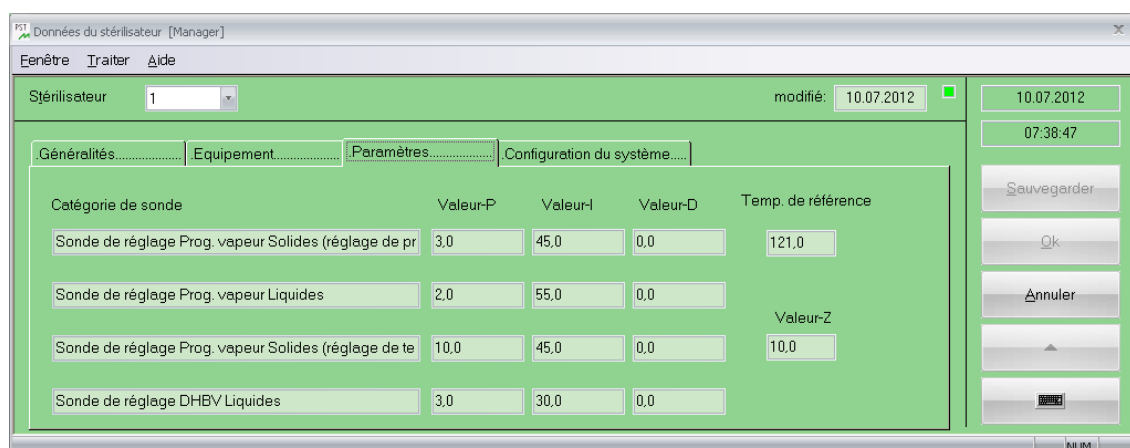 PST Données du stérilisateur [Manager] x
Fenêtre Traiter Aide
Stérilisateur 1 modifié: 10.07.2012 10.07.2012
07:38:47
.Généralités................... .Equipement................... .Paramètres.................. .Configuration du système.....
Sauvegarder
Catégorie de sonde Valeur-P Valeur-I Valeur-D Temp. de référence
Sonde de réglage Prog. vapeur Solides (réglage de pr 3,0 45,0 0,0 121,0 Ok
Sonde de réglage Prog. vapeur Liquides 2,0 55,0 0,0 Annuler
Valeur-Z
Sonde de réglage Prog. vapeur Solides (réglage de te 10,0 45,0 0,0 10,0
Sonde de réglage DHBV Liquides 3,0 30,0 0,0
NUM